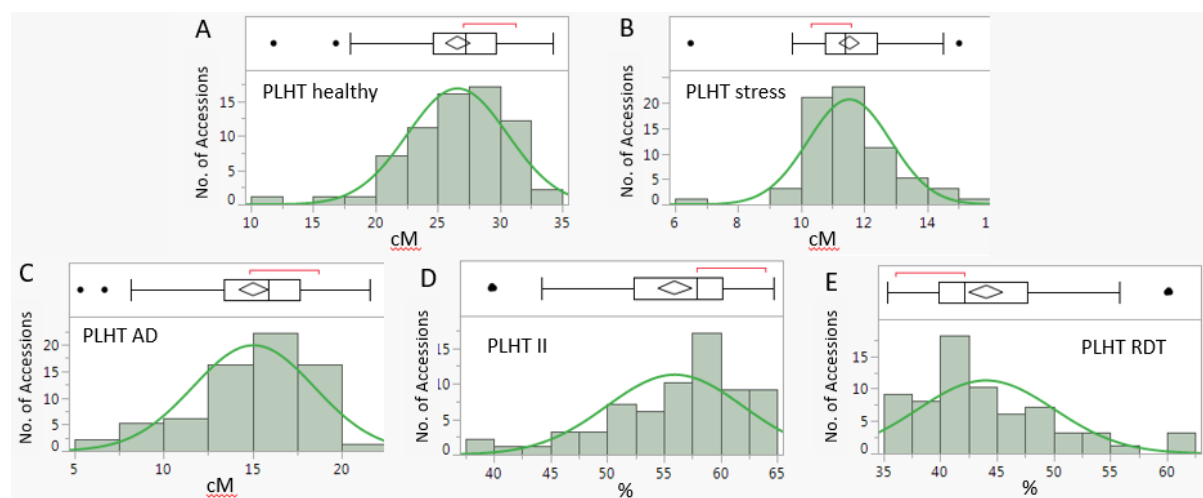 A
PLHT healthy
No. of Accessions
15
10
5
0
10 15 20 25 30 35
cM
B
PLHT stress
No. of Accessions
20
15
10
5
0
6 8 10 12 14 1
cM
C
PLHT AD
No. of Accessions
20
15
10
5
0
5 10 15 20
cM
D
PLHT II
No. of Accessions
15
10
5
0
40 45 50 55 60 65
%
E
PLHT RDT
No. of Accessions
15
10
5
0
35 40 45 50 55 60
%